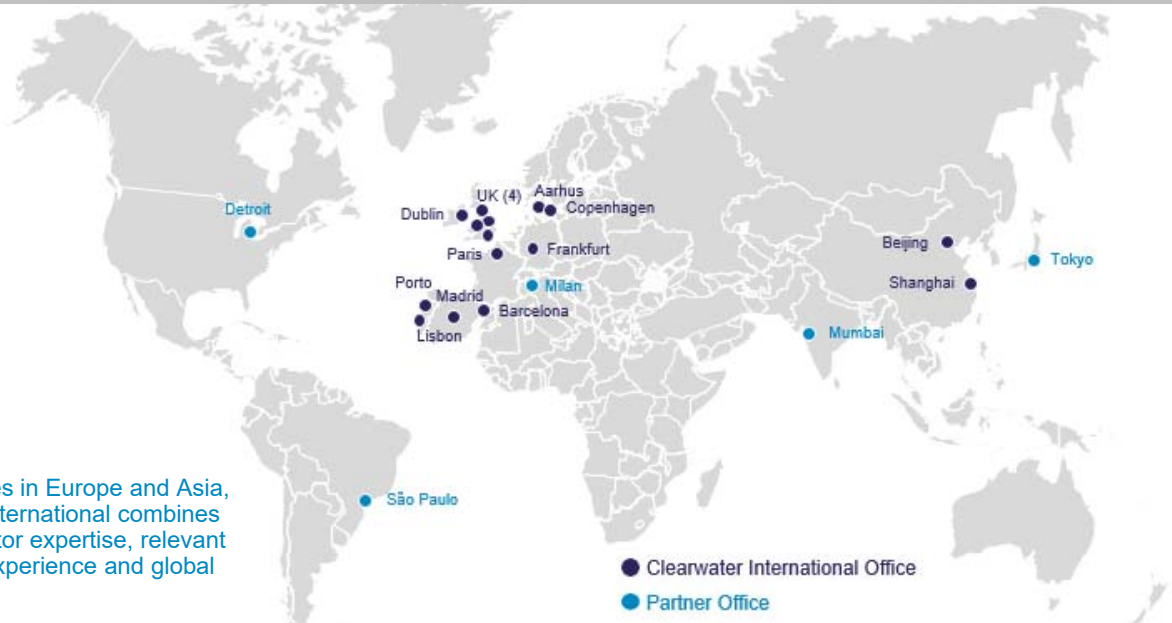 UK (4)
Aarhus
Dublin
Copenhagen
Detroit
Paris
Frankfurt
Beijing
Tokyo
Porto
Milan
Shanghai
Madrid
Barcelona
Lisbon
Mumbai
es in Europe and Asia,
nternational combines
tor expertise, relevant
xperience and global
São Paulo
Clearwater International Office
Partner Office